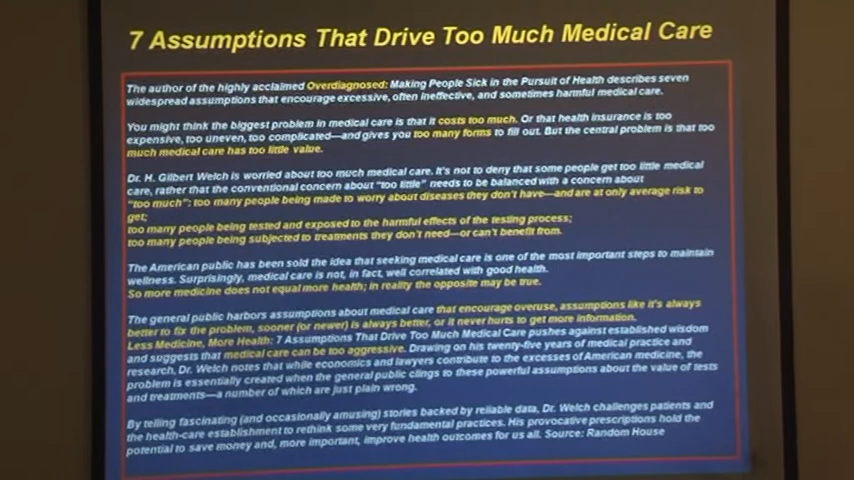 7 Assumptions That Drive Too Much Medical Care
The author of the highly acclaimed Overdiagnosed: Making People Sick in the Pursuit of Health describes seven
widespread assumptions that encourage excessive, often ineffective, and sometimes harmful medical care.
You might think the biggest problem in medical care is that it costs too much. Or that health insurance is too
expensive, too uneven, too complicated—and gives you too many forms to fill out. But the central problem is that too
much medical care has too little value.
Dr. H. Gilbert Welch is worried about too much medical care. It's not to deny that some people get too little medical
care, rather that the conventional concern about "too little" needs to be balanced with a concern about
"too much": too many people being made to worry about diseases they don't have—and are at only average risk to
get;
too many people being tested and exposed to the harmful effects of the testing process;
too many people being subjected to treatments they don't need—or can't benefit from.
The American public has been sold the idea that seeking medical care is one of the most important steps to maintain
wellness. Surprisingly, medical care is not, in fact, well correlated with good health.
So more medicine does not equal more health; in reality the opposite may be true.
The general public harbors assumptions about medical care that encourage overuse, assumptions like it's always
better to fix the problem, sooner (or newer) is always better, or it never hurts to get more information.
Less Medicine, More Health: 7 Assumptions That Drive Too Much Medical Care pushes against established wisdom
and suggests that medical care can be too aggressive. Drawing on his twenty-five years of medical practice and
research, Dr. Welch notes that while economics and lawyers contribute to the excesses of American medicine, the
problem is essentially created when the general public clings to these powerful assumptions about the value of tests
and treatments—a number of which are just plain wrong.
By telling fascinating (and occasionally amusing) stories backed by reliable data, Dr. Welch challenges patients and
the health-care establishment to rethink some very fundamental practices. His provocative prescriptions hold the
potential to save money and, more important, improve health outcomes for us all. Source: Random House